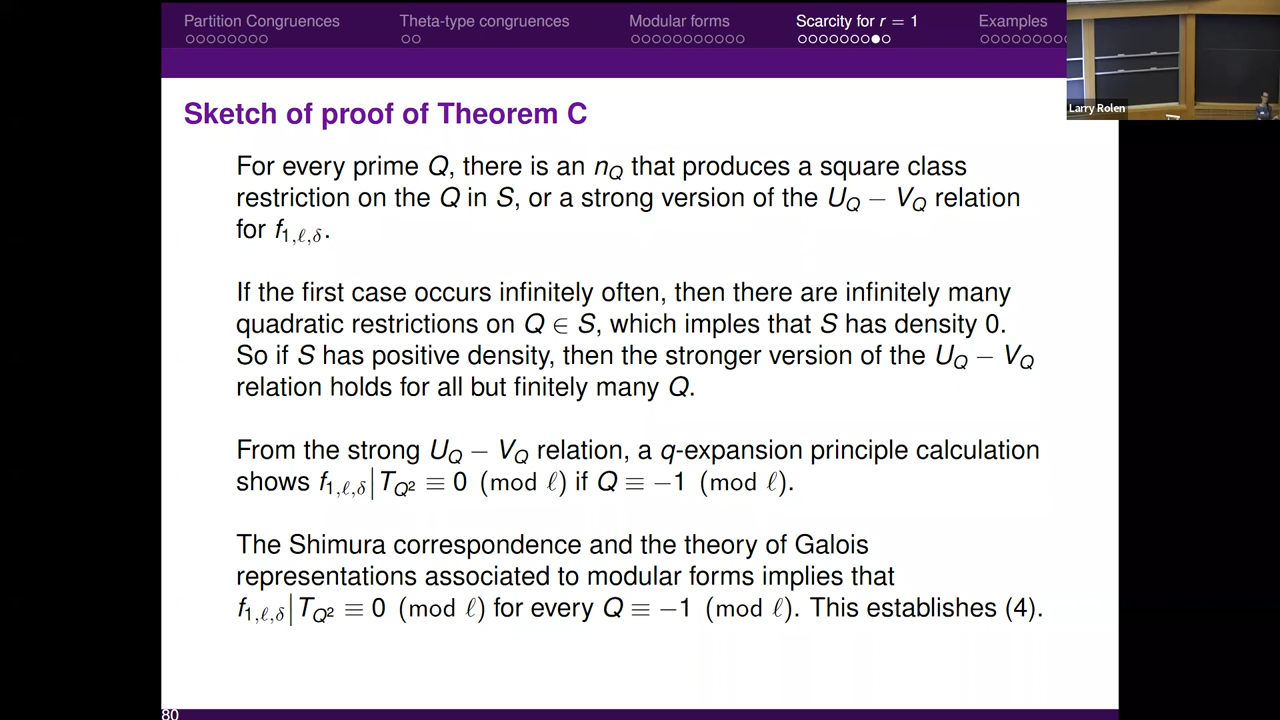 Partition Congruences Theta-type congruences Modular forms Scarcity for r = 1 Examples
Larry Rolen
Sketch of proof of Theorem C
For every prime Q, there is an n_Q that produces a square class
restriction on the Q in S, or a strong version of the U_Q − V_Q relation
for f_{1,ℓ,δ}.
If the first case occurs infinitely often, then there are infinitely many
quadratic restrictions on Q ∈ S, which imples that S has density 0.
So if S has positive density, then the stronger version of the U_Q − V_Q
relation holds for all but finitely many Q.
From the strong U_Q − V_Q relation, a q-expansion principle calculation
shows f_{1,ℓ,δ}|T_{Q²} ≡ 0 (mod ℓ) if Q ≡ −1 (mod ℓ).
The Shimura correspondence and the theory of Galois
representations associated to modular forms implies that
f_{1,ℓ,δ}|T_{Q²} ≡ 0 (mod ℓ) for every Q ≡ −1 (mod ℓ). This establishes (4).
80